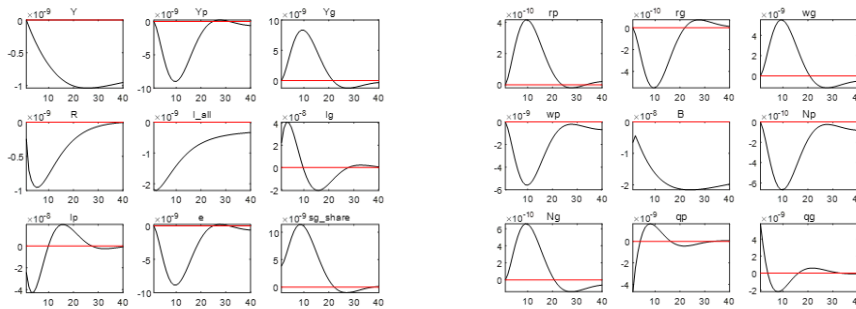 ×10⁻⁹ Y ×10⁻⁹ Yp ×10⁻⁹ Yg
0 -0.5 -1 10 20 30 40
0 -5 -10 10 20 30 40
10 5 0 10 20 30 40
×10⁻⁹ R ×10⁻⁹ I_all ×10⁻⁸ Ig
0 -0.5 -1 10 20 30 40
0 -1 -2 10 20 30 40
4 2 0 -2 10 20 30 40
×10⁻⁸ Ip ×10⁻⁹ e ×10⁻⁹ sg_share
2 0 -2 -4 10 20 30 40
0 -5 -10 10 20 30 40
10 5 0 10 20 30 40
×10⁻¹⁰ rp ×10⁻¹⁰ rg ×10⁻⁹ wg
4 2 0 10 20 30 40
0 -2 -4 10 20 30 40
5 0 10 20 30 40
×10⁻⁹ wp ×10⁻⁸ B ×10⁻¹⁰ Np
0 -2 -4 -6 10 20 30 40
0 -1 -2 10 20 30 40
0 -2 -4 -6 10 20 30 40
×10⁻¹⁰ Ng ×10⁻⁹ qp ×10⁻⁹ qg
6 4 2 0 10 20 30 40
0 -2 -4 10 20 30 40
4 2 0 -2 10 20 30 40